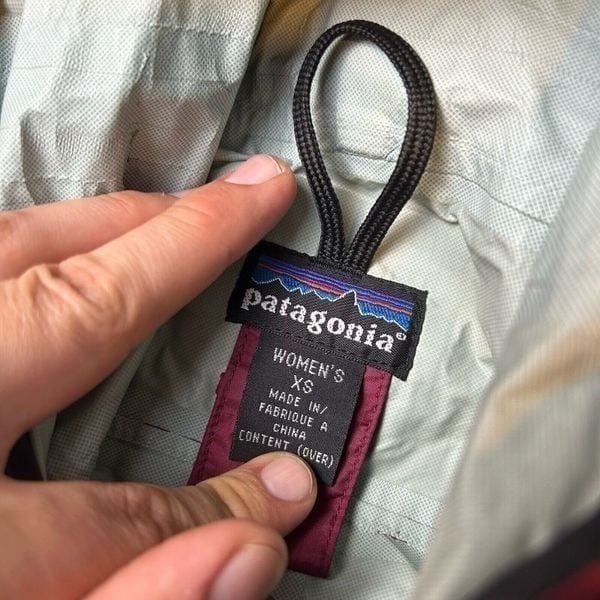 patagonia®
WOMEN'S
XS
MADE IN/
FABRIQUE A
CHINA
CONTENT (OVER)